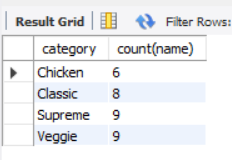 Result Grid Filter Rows:
category count(name)
Chicken 6
Classic 8
Supreme 9
Veggie 9